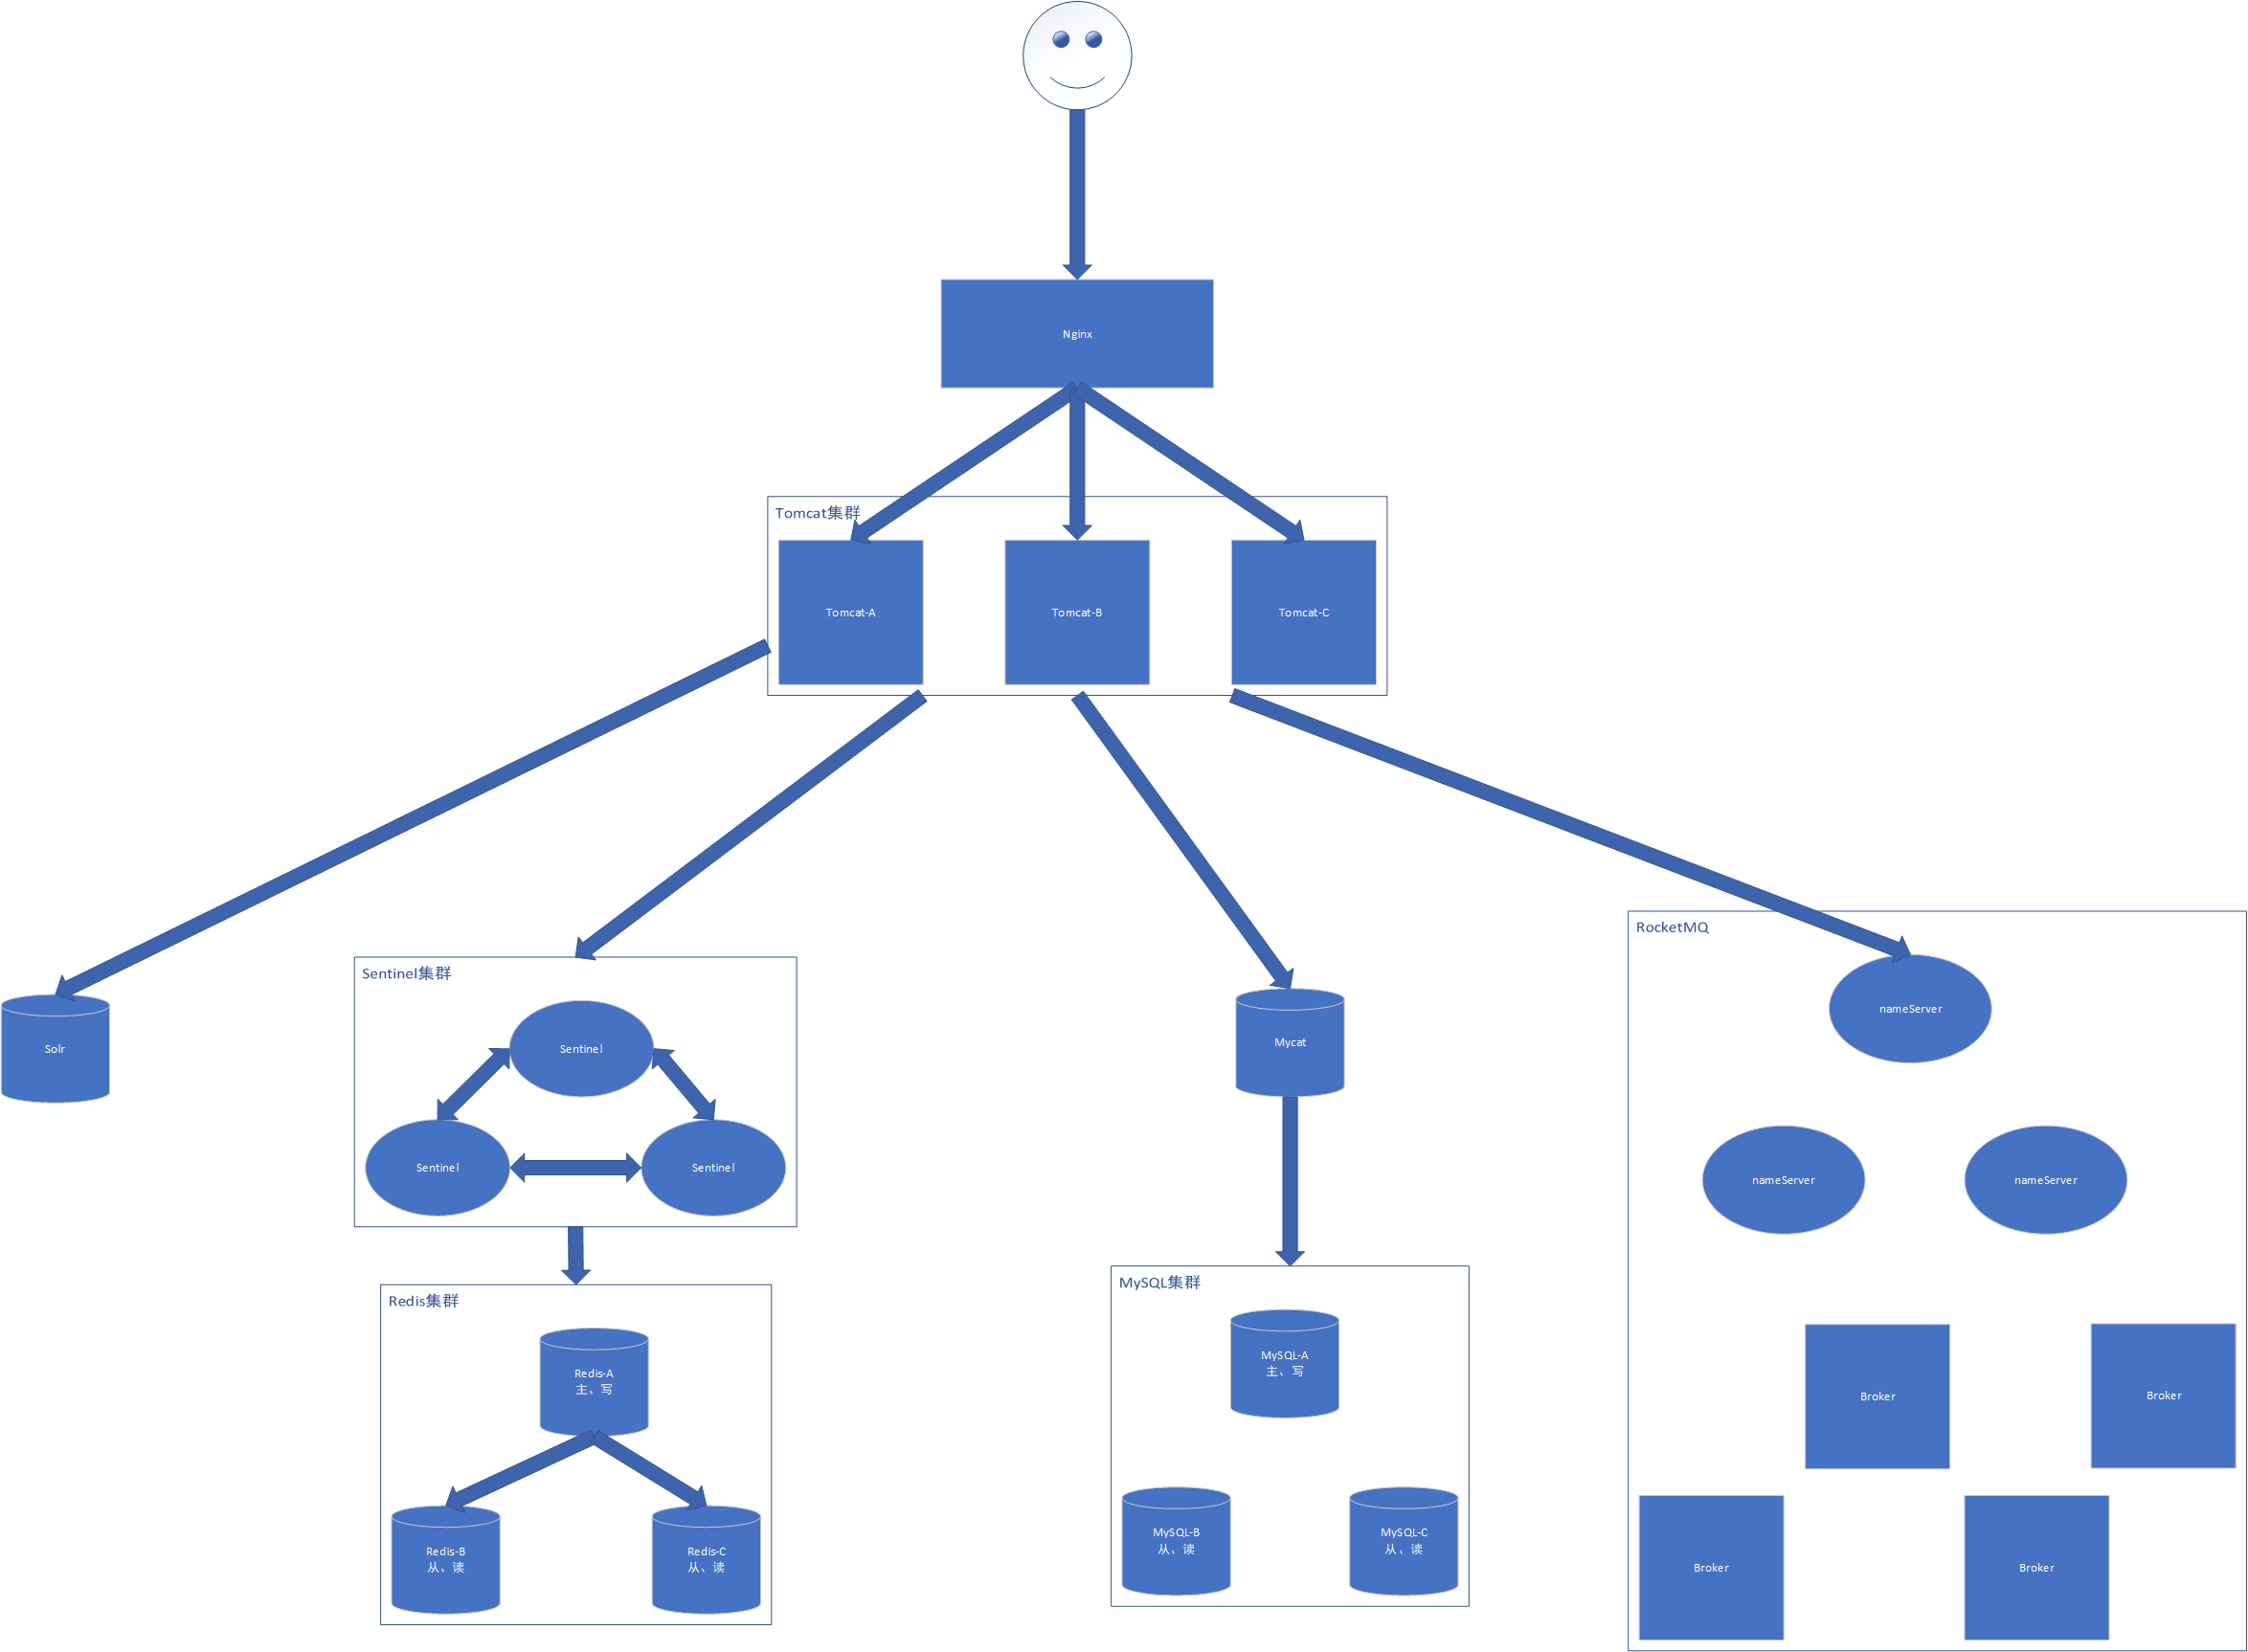 Nginx
Tomcat集群
Tomcat-A
Tomcat-B
Tomcat-C
Solr
Sentinel集群
Sentinel
Sentinel
Sentinel
Redis集群
Redis-A
主、写
Redis-B
从、读
Redis-C
从、读
Mycat
MySQL集群
MySQL-A
主、写
MySQL-B
从、读
MySQL-C
从、读
RocketMQ
nameServer
nameServer
nameServer
Broker
Broker
Broker
Broker